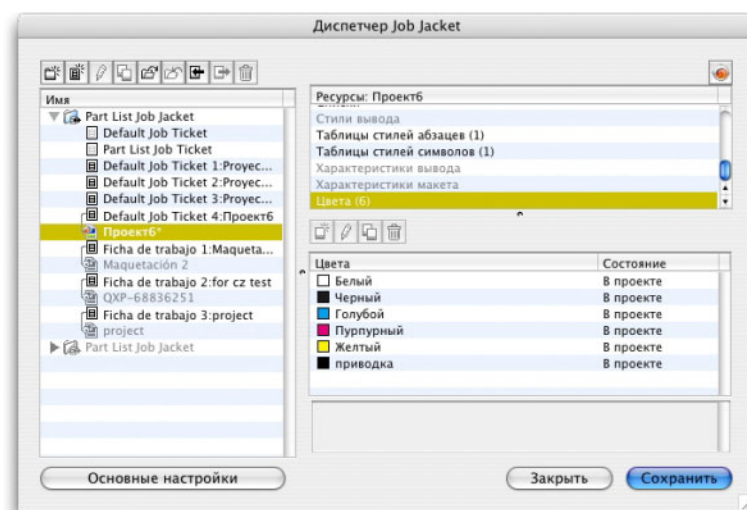 Диспетчер Job Jacket
Имя
Part List Job Jacket
Default Job Ticket
Part List Job Ticket
Default Job Ticket 1:Proyec...
Default Job Ticket 2:Proyec...
Default Job Ticket 3:Proyec...
Default Job Ticket 4:Проект6
Проект6*
Ficha de trabajo 1:Maqueta...
Maquetación 2
Ficha de trabajo 2:for cz test
QXP-68836251
Ficha de trabajo 3:project
project
Part List Job Jacket
Ресурсы: Проект6
Стили вывода
Таблицы стилей абзацев (1)
Таблицы стилей символов (1)
Характеристики вывода
Характеристики макета
Цвета (6)
Цвета Состояние
Белый В проекте
Черный В проекте
Голубой В проекте
Пурпурный В проекте
Желтый В проекте
приводка В проекте
Основные настройки
Закрыть
Сохранить